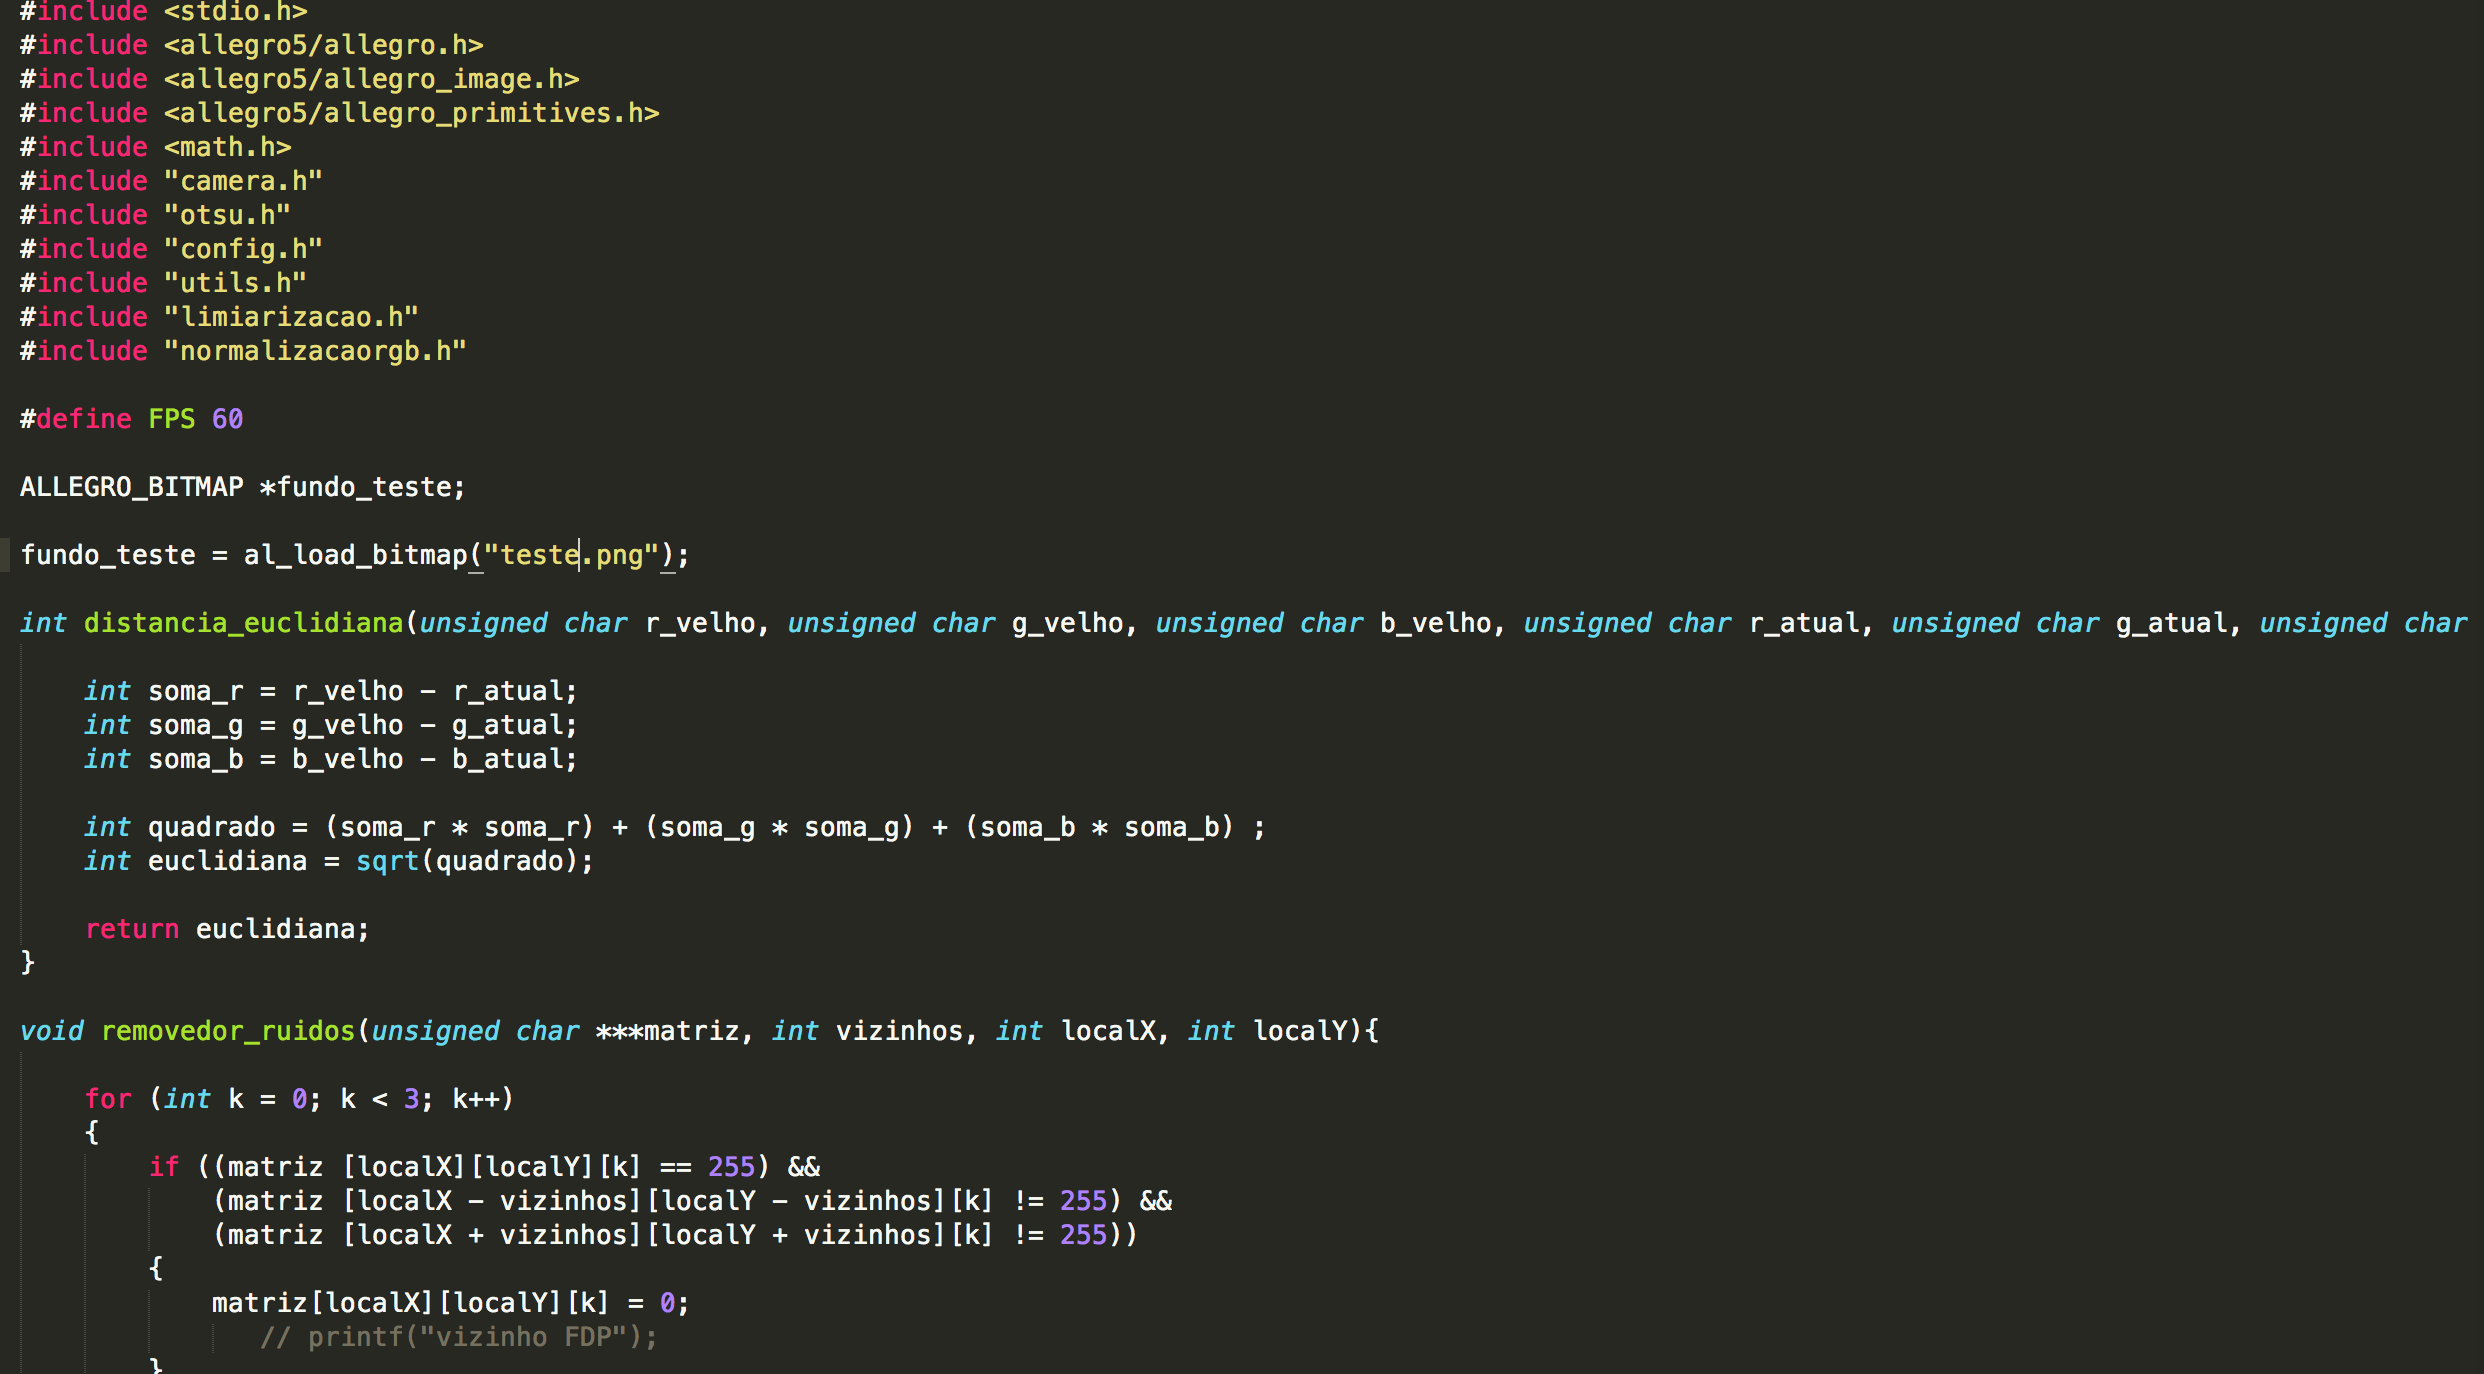 #include <stdio.h>
#include <allegro5/allegro.h>
#include <allegro5/allegro_image.h>
#include <allegro5/allegro_primitives.h>
#include <math.h>
#include "camera.h"
#include "otsu.h"
#include "config.h"
#include "utils.h"
#include "limiarizacao.h"
#include "normalizacaorgb.h"
#define FPS 60
ALLEGRO_BITMAP *fundo_teste;
fundo_teste = al_load_bitmap("teste.png");
int distancia_euclidiana(unsigned char r_velho, unsigned char g_velho, unsigned char b_velho, unsigned char r_atual, unsigned char g_atual, unsigned char
int soma_r = r_velho - r_atual;
int soma_g = g_velho - g_atual;
int soma_b = b_velho - b_atual;
int quadrado = (soma_r * soma_r) + (soma_g * soma_g) + (soma_b * soma_b) ;
int euclidiana = sqrt(quadrado);
return euclidiana;
}
void removedor_ruidos(unsigned char ***matriz, int vizinhos, int localX, int localY){
for (int k = 0; k < 3; k++)
{
if ((matriz [localX][localY][k] == 255) &&
(matriz [localX - vizinhos][localY - vizinhos][k] != 255) &&
(matriz [localX + vizinhos][localY + vizinhos][k] != 255))
{
matriz[localX][localY][k] = 0;
// printf("vizinho FDP");
}